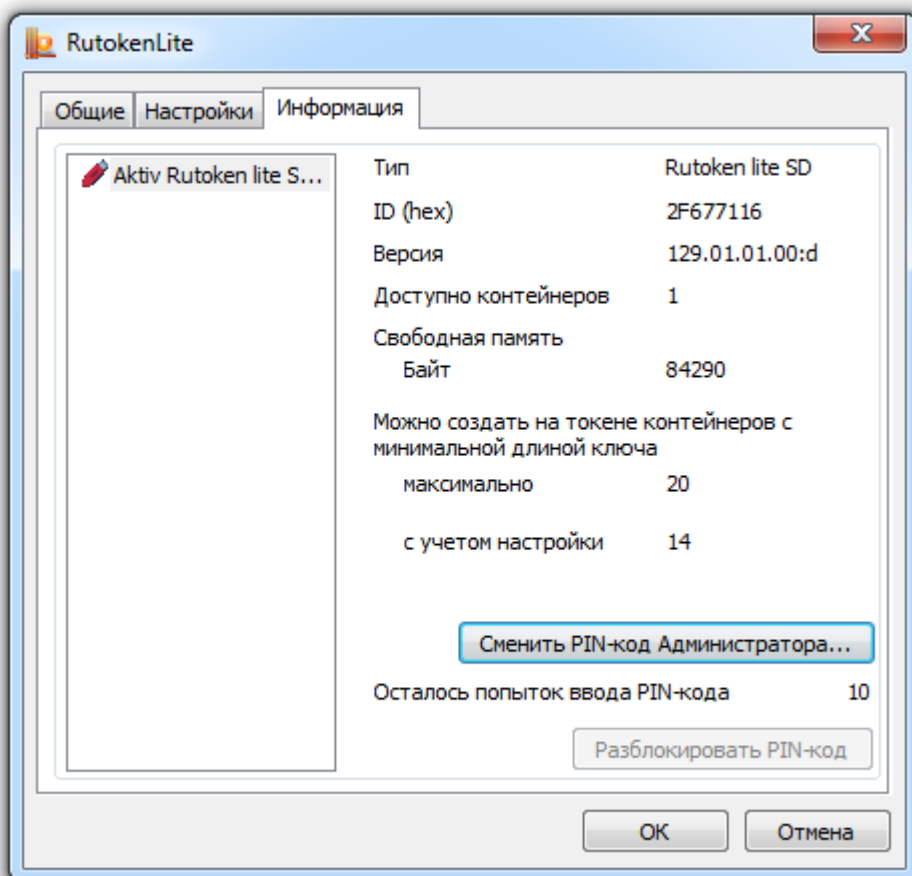 RutokenLite
Общие Настройки Информация
Aktiv Rutoken lite S...
Тип Rutoken lite SD
ID (hex) 2F677116
Версия 129.01.01.00:d
Доступно контейнеров 1
Свободная память
Байт 84290
Можно создать на токене контейнеров с
минимальной длиной ключа
максимально 20
с учетом настройки 14
Сменить PIN-код Администратора...
Осталось попыток ввода PIN-кода 10
Разблокировать PIN-код
ОК Отмена